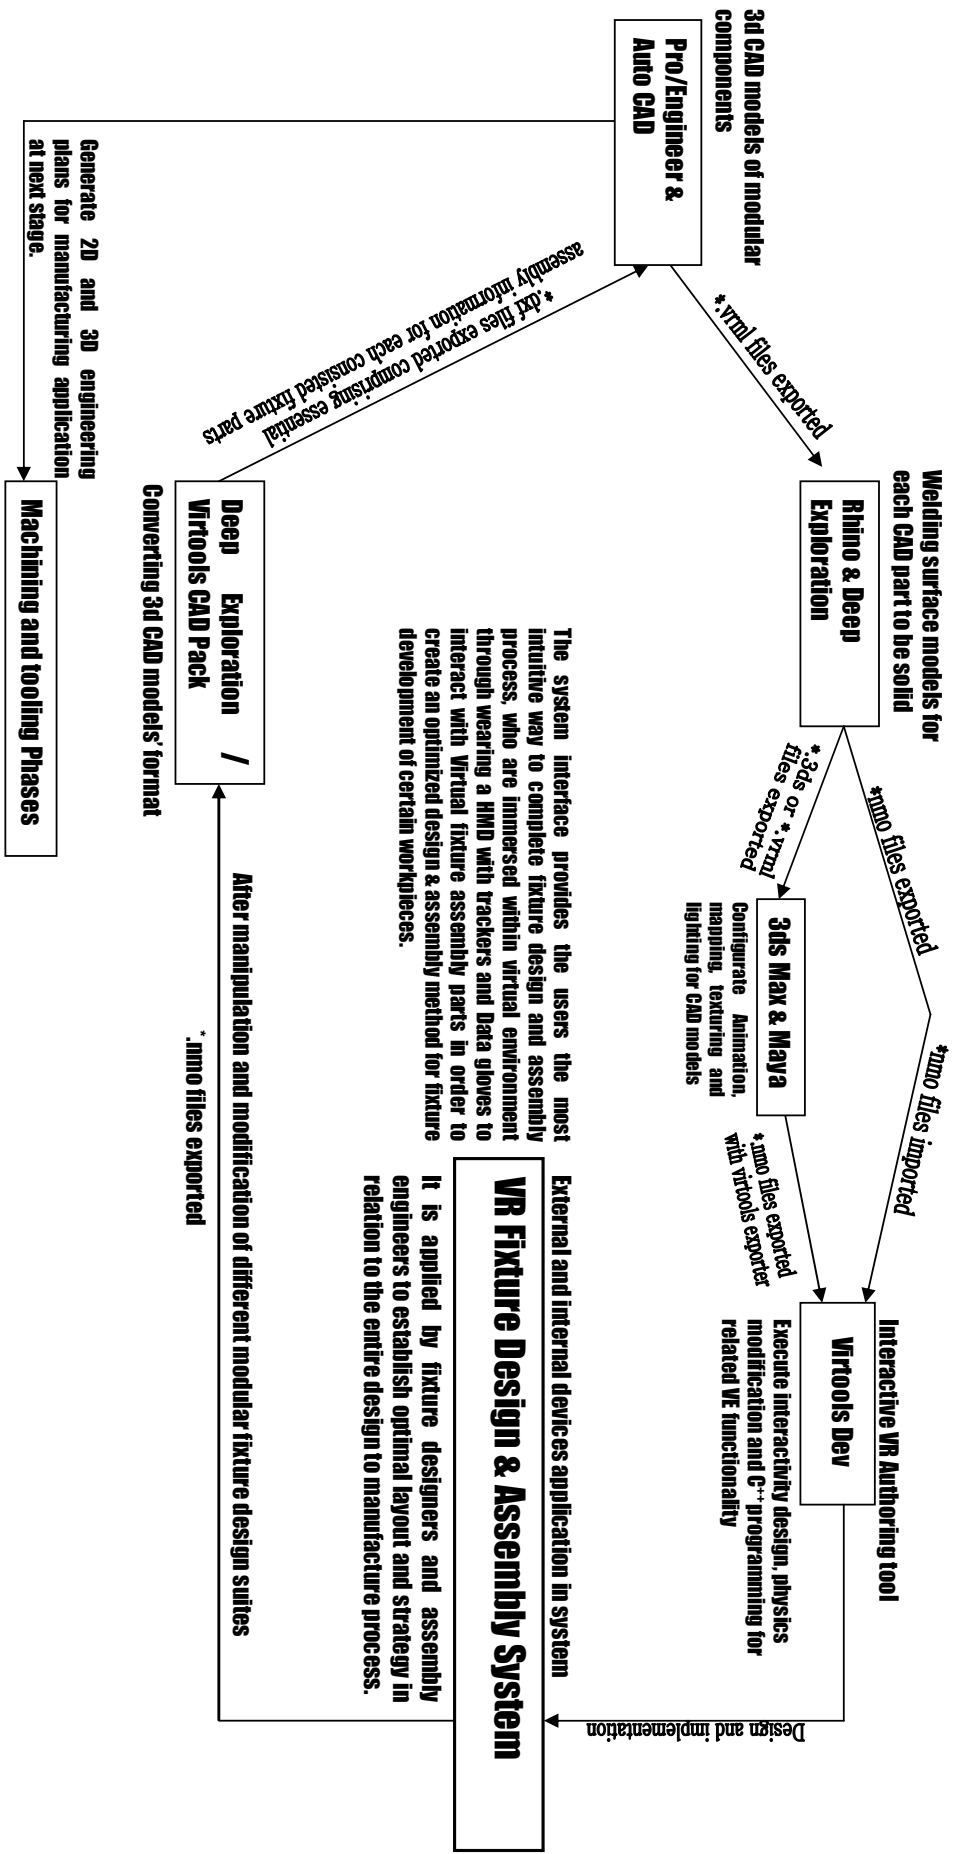 3d CAD models of modular
components
Pro/Engineer &
Auto CAD
*.vrml files exported
Welding surface models for
each CAD part to be solid
Rhino & Deep
Exploration
*nmo files exported
*nmo files imported
*.3ds or *.vrml
files exported
3ds Max & Maya
Configurate Animation,
mapping, texturing and
lighting for CAD models
*.nmo files exported
with virtools exporter
Interactive VR Authoring tool
Virtools Dev
Execute interactivity design, physics
modification and C++ programming for
related VE functionality
Design and implementation
External and internal devices application in system
VR Fixture Design & Assembly System
It is applied by fixture designers and assembly
engineers to establish optimal layout and strategy in
relation to the entire design to manufacture process.
The system interface provides the users the most
intuitive way to complete fixture design and assembly
process, who are immersed within virtual environment
through wearing a HMD with trackers and Data gloves to
interact with Virtual fixture assembly parts in order to
create an optimized design & assembly method for fixture
development of certain workpieces.
After manipulation and modification of different modular fixture design suites
*.nmo files exported
Deep Exploration /
Virtools CAD Pack
Converting 3d CAD models' format
*.dxf files exported comprising essential
assembly information for each consisted fixture parts
Generate 2D and 3D engineering
plans for manufacturing application
at next stage.
Machining and tooling Phases